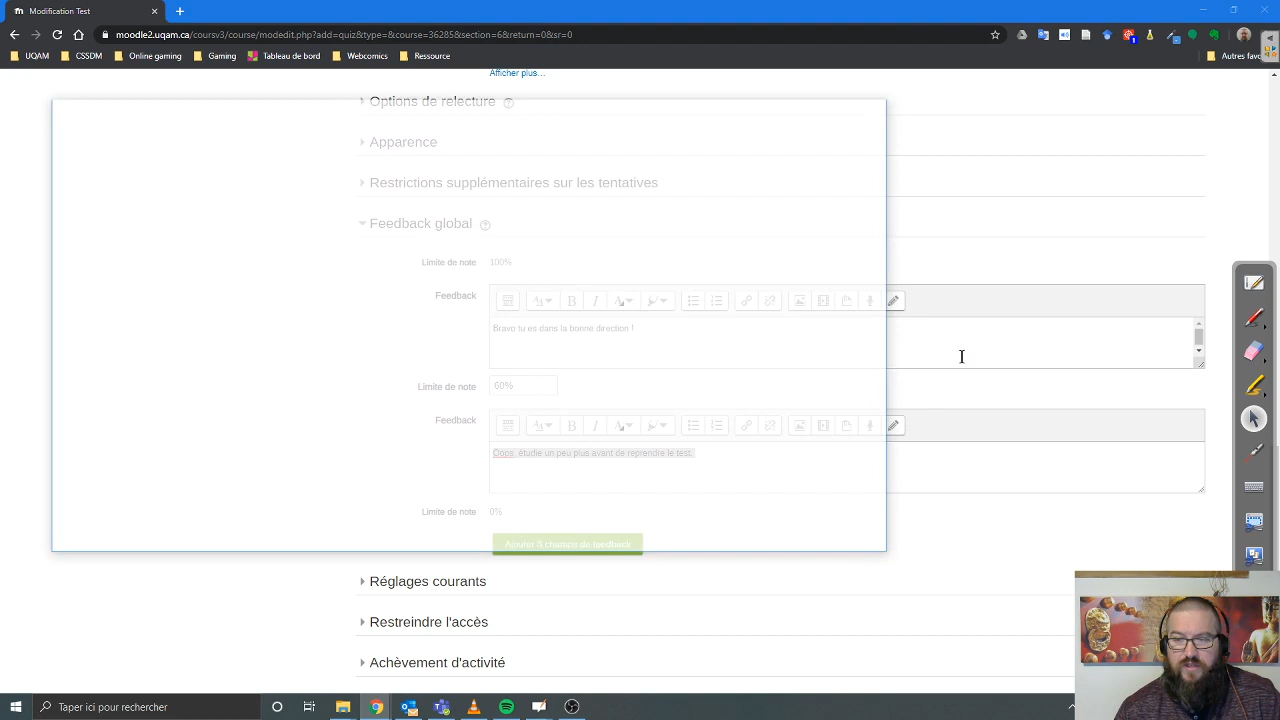 Modification Test
moodle2.uqam.ca/coursv3/course/modedit.php?add=quiz&type=&course=36285&section=6&return=0&sr=0
UQAM CSSDM Online gaming Gaming Tableau de bord Webcomics Ressource Autres favo
Afficher plus...
Options de relecture
Apparence
Restrictions supplémentaires sur les tentatives
Feedback global
Limite de note 100%
Feedback
Bravo tu es dans la bonne direction !
Limite de note 60%
Feedback
Oops: étudie un peu plus avant de reprendre le test.
Limite de note 0%
Ajouter 3 champs de feedback
Réglages courants
Restreindre l'accès
Achèvement d'activité
Taper ici pour rechercher